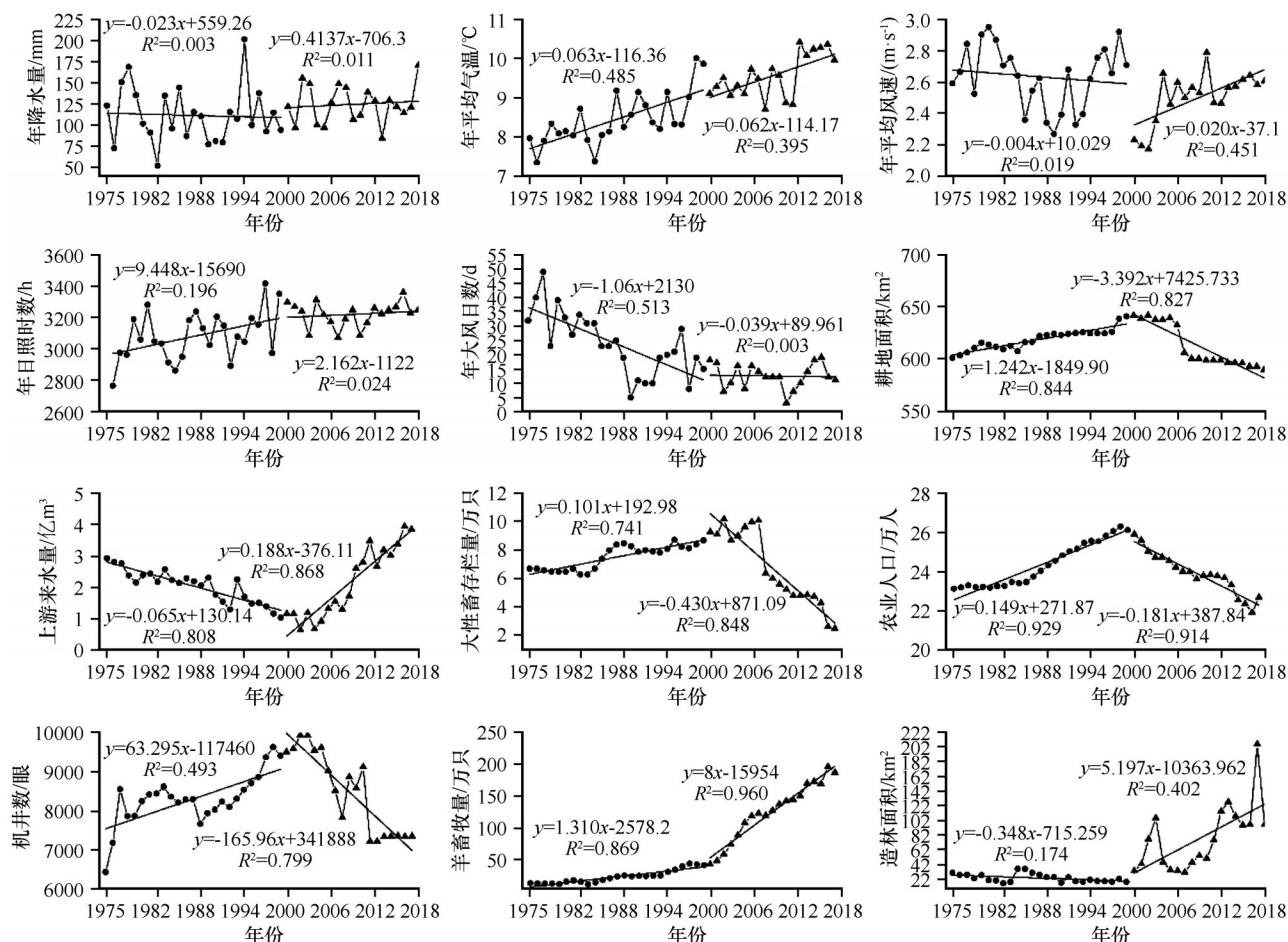 年降水量/mm
225
200
175
150
125
100
75
50
y=-0.023x+559.26
R²=0.003
y=0.4137x-706.3
R²=0.011
1975 1982 1988 1994 2000 2006 2012 2018
年份
年平均气温/℃
11
10
9
8
7
y=0.063x-116.36
R²=0.485
y=0.062x-114.17
R²=0.395
1975 1982 1988 1994 2000 2006 2012 2018
年份
年平均风速/(m·s⁻¹)
3.0
2.8
2.6
2.4
2.2
2.0
y=-0.004x+10.029
R²=0.019
y=0.020x-37.1
R²=0.451
1975 1982 1988 1994 2000 2006 2012 2018
年份
年日照时数/h
3600
3400
3200
3000
2800
2600
y=9.448x-15690
R²=0.196
y=2.162x-1122
R²=0.024
1975 1982 1988 1994 2000 2006 2012 2018
年份
年大风日数/d
55
50
45
40
35
30
25
20
15
10
5
0
y=-1.06x+2130
R²=0.513
y=-0.039x+89.961
R²=0.003
1975 1982 1988 1994 2000 2006 2012 2018
年份
耕地面积/km²
700
650
600
550
y=-3.392x+7425.733
R²=0.827
y=1.242x-1849.90
R²=0.844
1975 1982 1988 1994 2000 2006 2012 2018
年份
上游来水量/亿m³
5
4
3
2
1
0
y=0.188x-376.11
R²=0.868
y=-0.065x+130.14
R²=0.808
1975 1982 1988 1994 2000 2006 2012 2018
年份
大性畜存栏量/万只
12
10
8
6
4
2
y=0.101x+192.98
R²=0.741
y=-0.430x+871.09
R²=0.848
1975 1982 1988 1994 2000 2006 2012 2018
年份
农业人口/万人
28
26
24
22
20
y=0.149x+271.87
R²=0.929
y=-0.181x+387.84
R²=0.914
1975 1982 1988 1994 2000 2006 2012 2018
年份
机井数/眼
10000
9000
8000
7000
6000
y=63.295x-117460
R²=0.493
y=-165.96x+341888
R²=0.799
1975 1982 1988 1994 2000 2006 2012 2018
年份
羊畜牧量/万只
250
200
150
100
50
0
y=8x-15954
R²=0.960
y=1.310x-2578.2
R²=0.869
1975 1982 1988 1994 2000 2006 2012 2018
年份
造林面积/km²
222
202
182
162
142
122
102
82
62
42
22
y=5.197x-10363.962
R²=0.402
y=-0.348x-715.259
R²=0.174
1975 1982 1988 1994 2000 2006 2012 2018
年份